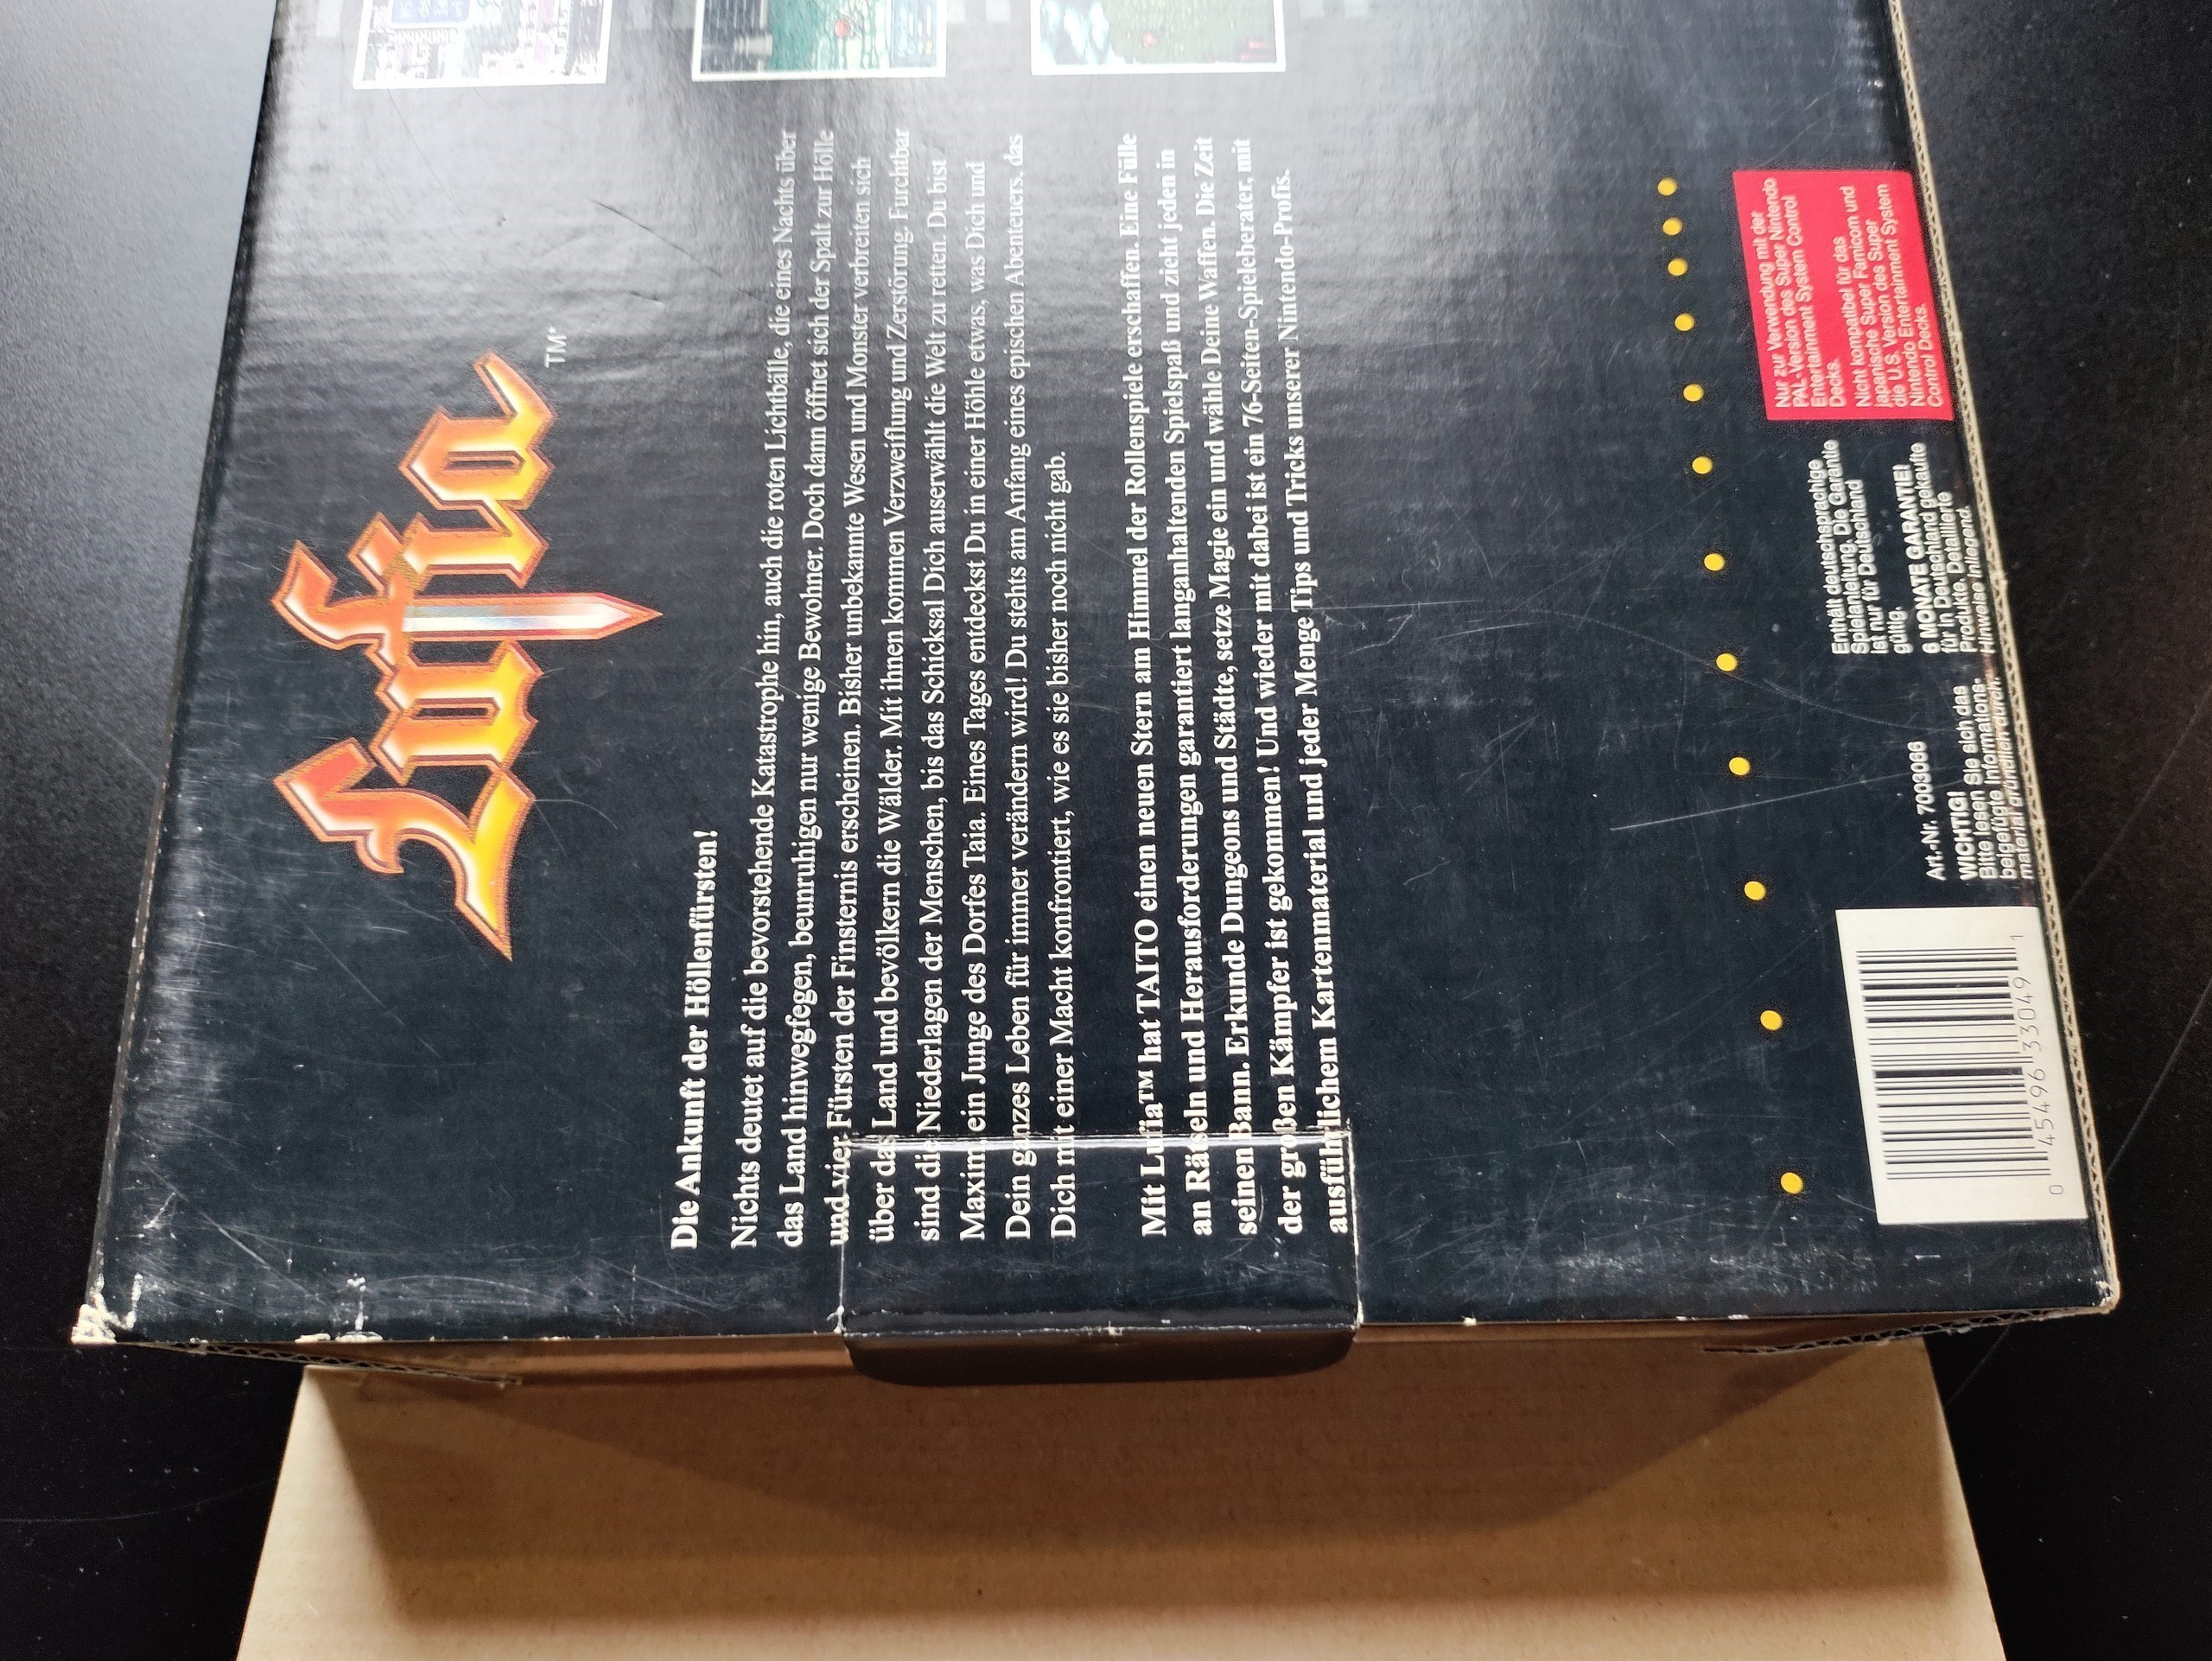 Lufia™
Die Ankunft der Höllenfürsten!
Nichts deutet auf die bevorstehende Katastrophe hin, auch die roten Lichtbälle, die eines Nachts über
das Land hinwegfegen, beunruhigen nur wenige Bewohner. Doch dann öffnet sich der Spalt zur Hölle
und vier Fürsten der Finsternis erscheinen. Bisher unbekannte Wesen und Monster verbreiten sich
über das Land und bevölkern die Wälder. Mit ihnen kommen Verzweiflung und Zerstörung. Furchtbar
sind die Niederlagen der Menschen, bis das Schicksal Dich auserwählt die Welt zu retten. Du bist
Maxim, ein Junge des Dorfes Taia. Eines Tages entdeckst Du in einer Höhle etwas, was Dich und
Dein ganzes Leben für immer verändern wird! Du stehts am Anfang eines epischen Abenteuers, das
Dich mit einer Macht konfrontiert, wie es sie bisher noch nicht gab.
Mit Lufia™ hat TAITO einen neuen Stern am Himmel der Rollenspiele erschaffen. Eine Fülle
an Rätseln und Herausforderungen garantiert langanhaltenden Spielspaß und zieht jeden in
seinen Bann. Erkunde Dungeons und Städte, setze Magie ein und wähle Deine Waffen. Die Zeit
der großen Kämpfer ist gekommen! Und wieder mit dabei ist ein 76-Seiten-Spieleberater, mit
ausführlichem Kartenmaterial und jeder Menge Tips und Tricks unserer Nintendo-Profis.
0 45496 33049 1
Art.-Nr. 7003066
WICHTIG!
Bitte lesen Sie sich das
beigefügte Informations-
material gründlich durch.
Enthält deutschsprachige
Spielanleitung. Die Garantie
ist nur für Deutschland
gültig.
6 MONATE GARANTIE!
für in Deutschland gekaufte
Produkte. Detaillierte
Hinweise inliegend.
Nur zur Verwendung mit der
PAL-Version des Super Nintendo
Entertainment System Control
Decks.
Nicht kompatibel für das
japanische Super Famicom und
die U.S. Version des Super
Nintendo Entertainment System
Control Decks.